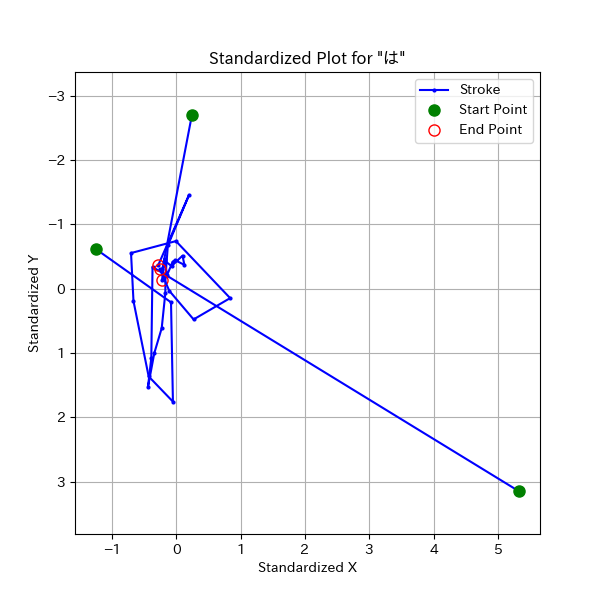 Standardized Plot for "は"
Stroke
Start Point
End Point
−3
−2
−1
0
1
2
3
Standardized Y
−1 0 1 2 3 4 5
Standardized X